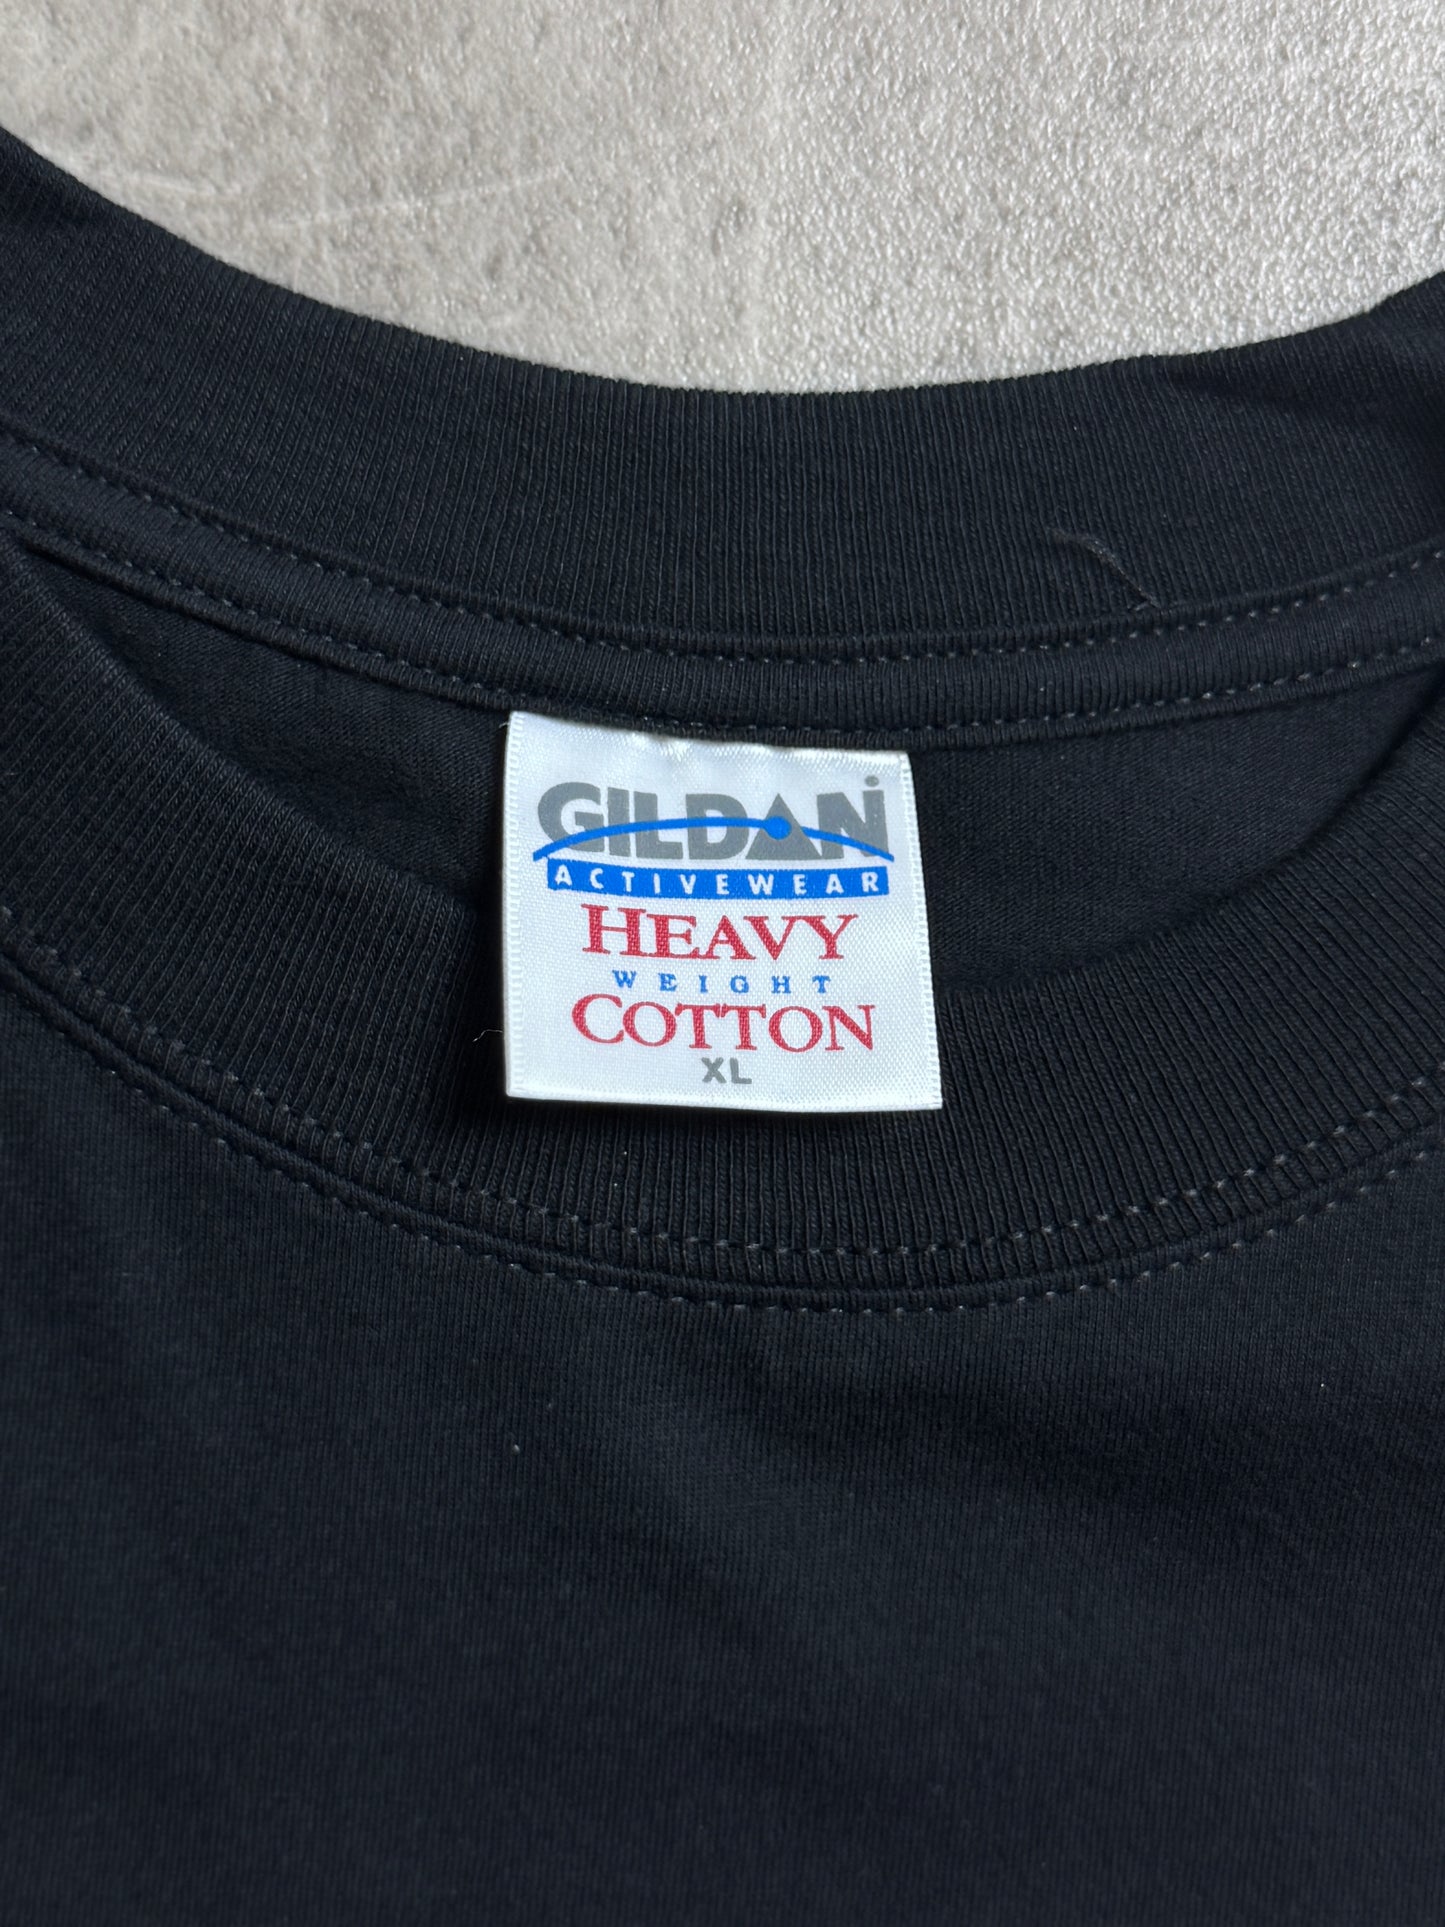 GILDAN
ACTIVEWEAR
HEAVY
WEIGHT
COTTON
XL